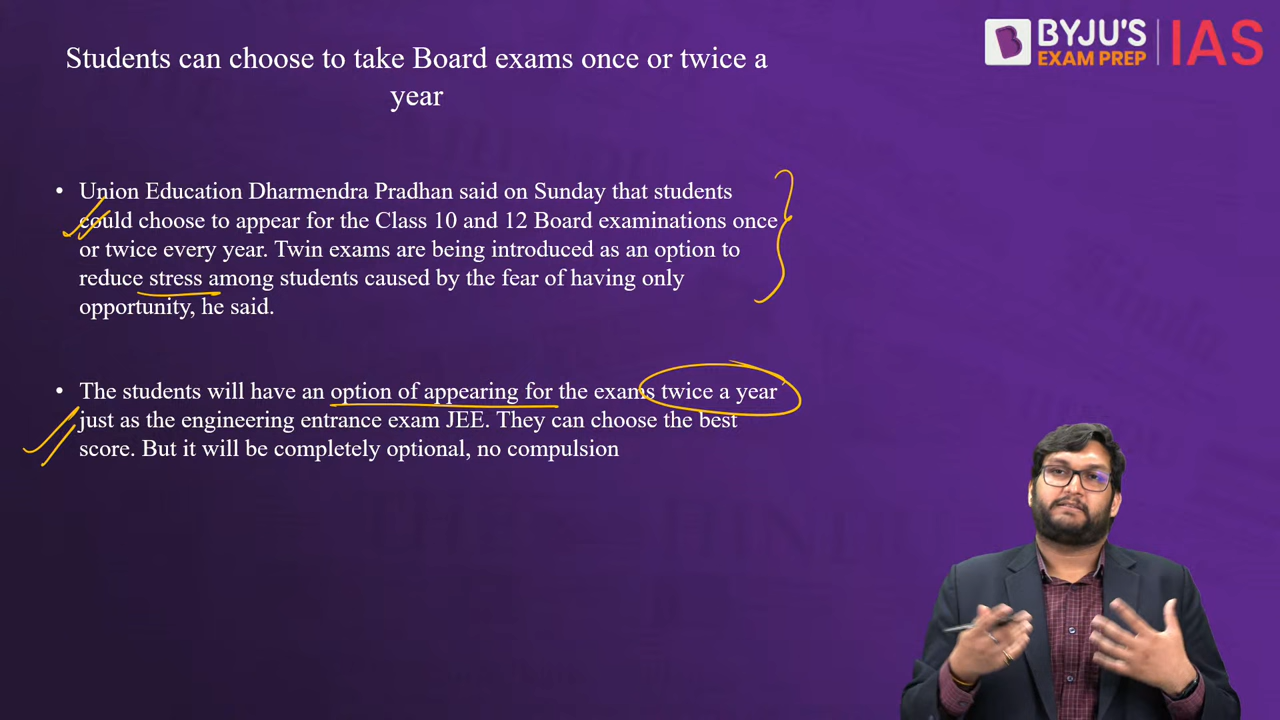 Students can choose to take Board exams once or twice a
year
BYJU'S
EXAM PREP
IAS
• Union Education Dharmendra Pradhan said on Sunday that students
could choose to appear for the Class 10 and 12 Board examinations once
or twice every year. Twin exams are being introduced as an option to
reduce stress among students caused by the fear of having only
opportunity, he said.
• The students will have an option of appearing for the exams twice a year
just as the engineering entrance exam JEE. They can choose the best
score. But it will be completely optional, no compulsion